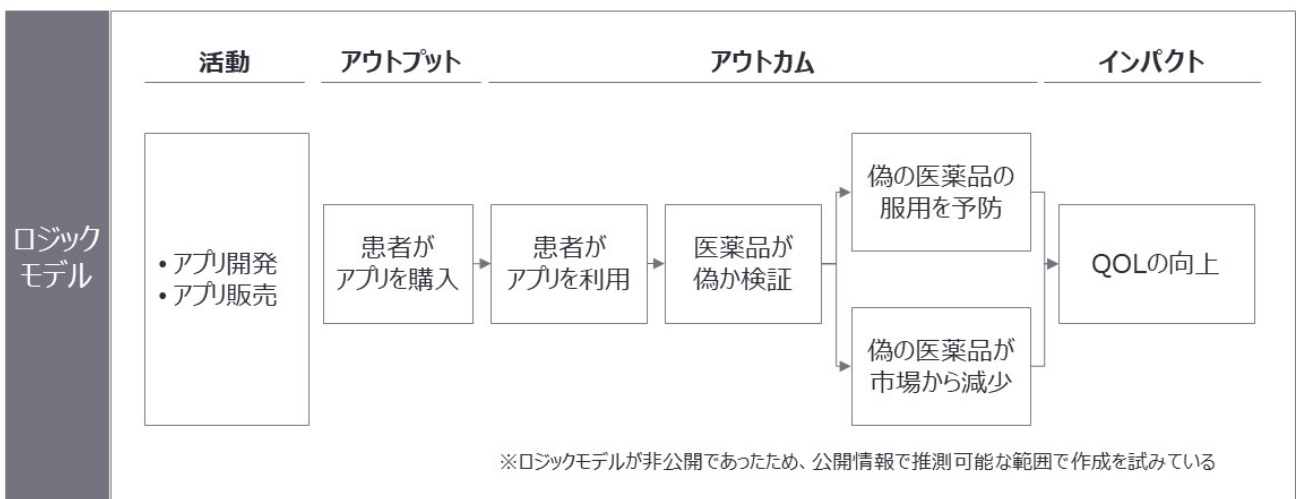 ロジック
モデル
活動
アウトプット
アウトカム
インパクト
• アプリ開発
• アプリ販売
患者が
アプリを購入
患者が
アプリを利用
医薬品が
偽か検証
偽の医薬品の
服用を予防
偽の医薬品が
市場から減少
QOLの向上
※ロジックモデルが非公開であったため、公開情報で推測可能な範囲で作成を試みている